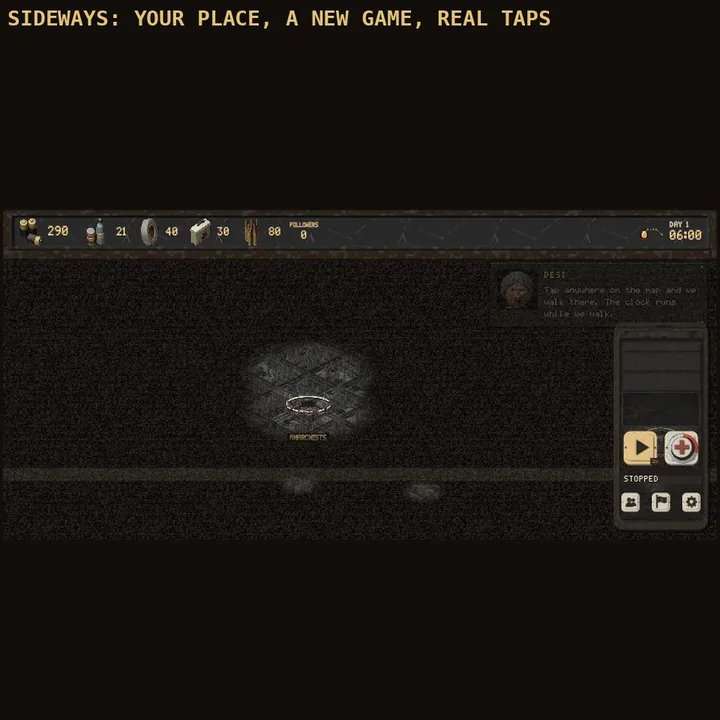 SIDEWAYS: YOUR PLACE, A NEW GAME, REAL TAPS
290 21 40 30 80 FOLLOWERS 0 DAY 1 06:00
DESI
Tap anywhere on the map and we
walk there. The clock runs
while we walk.
ANARCHISTS
STOPPED